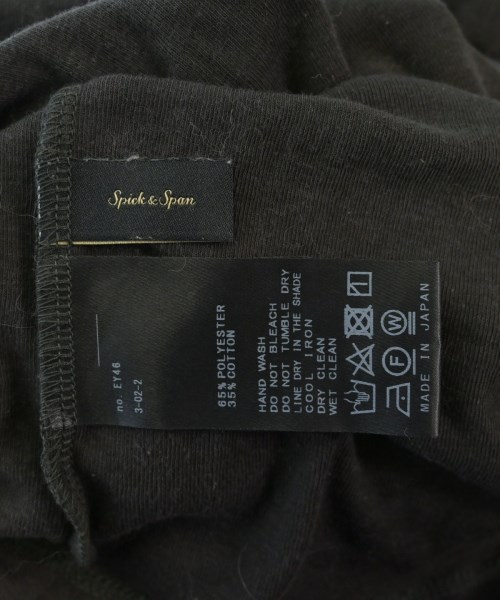 Spick & Span
65% POLYESTER
35% COTTON
HAND WASH
DO NOT BLEACH
DO NOT TUMBLE DRY
LINE DRY IN THE SHADE
COOL IRON
DRY CLEAN
WET CLEAN
F
W
MADE IN JAPAN
no. EY46
3-02-2